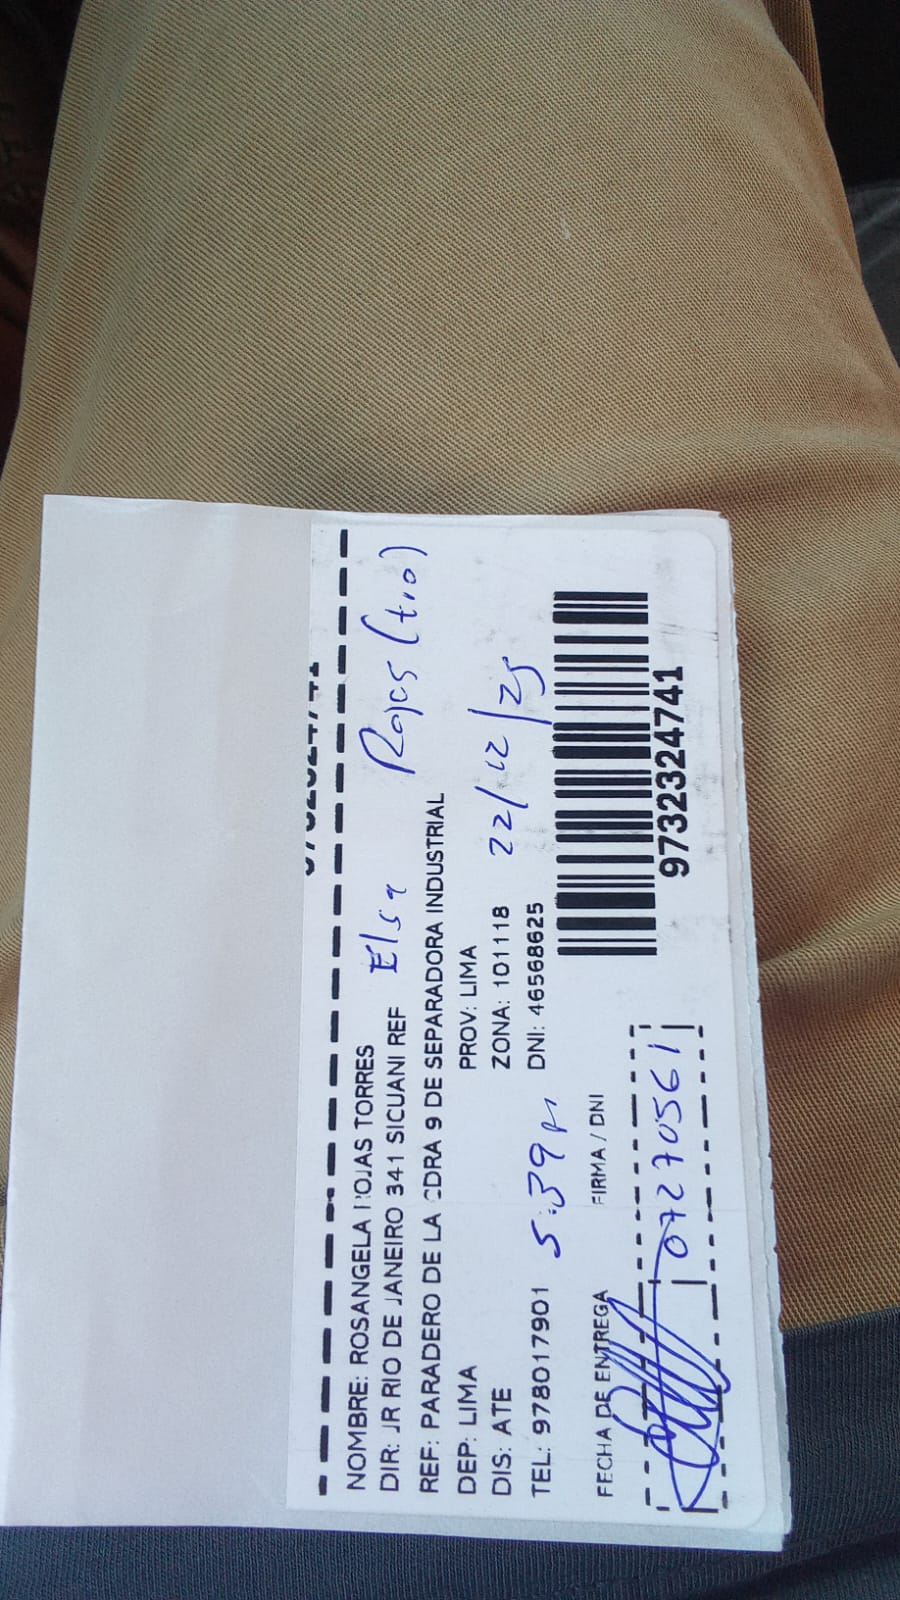 NOMBRE: ROSANGELA ROJAS TORRES
DIR: JR RIO DE JANEIRO 341 SICUANI REF Elsa Rojas (tia)
REF: PARADERO DE LA CDRA 9 DE SEPARADORA INDUSTRIAL
DEP: LIMA PROV: LIMA
DIS: ATE ZONA: 101118 22/12/25
TEL: 978017901 5:39 DNI: 46568625
FECHA DE ENTREGA FIRMA / DNI
07270561
9732324741